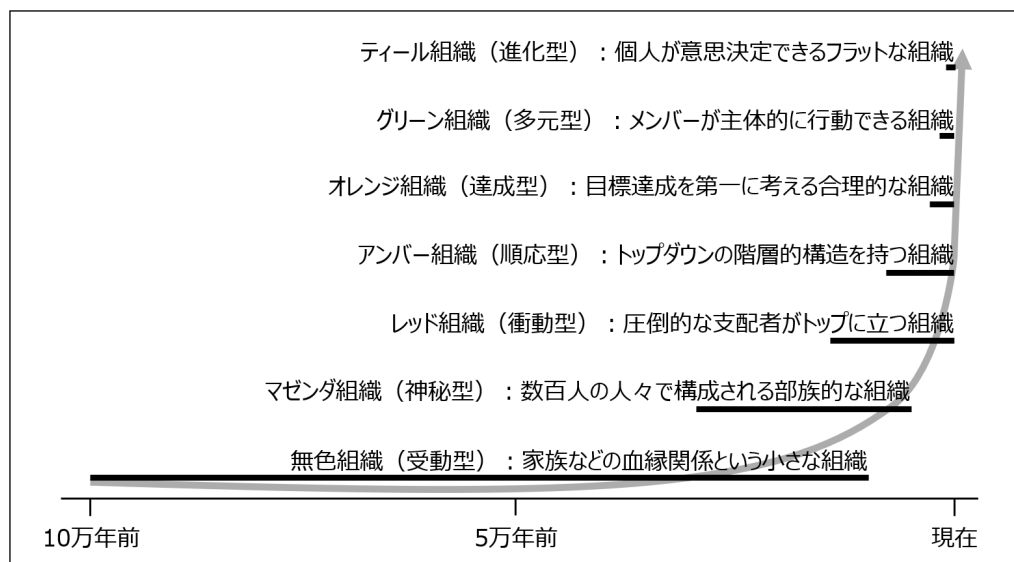 ティール組織（進化型）：個人が意思決定できるフラットな組織
グリーン組織（多元型）：メンバーが主体的に行動できる組織
オレンジ組織（達成型）：目標達成を第一に考える合理的な組織
アンバー組織（順応型）：トップダウンの階層的構造を持つ組織
レッド組織（衝動型）：圧倒的な支配者がトップに立つ組織
マゼンダ組織（神秘型）：数百人の人々で構成される部族的な組織
無色組織（受動型）：家族などの血縁関係という小さな組織
10万年前
5万年前
現在